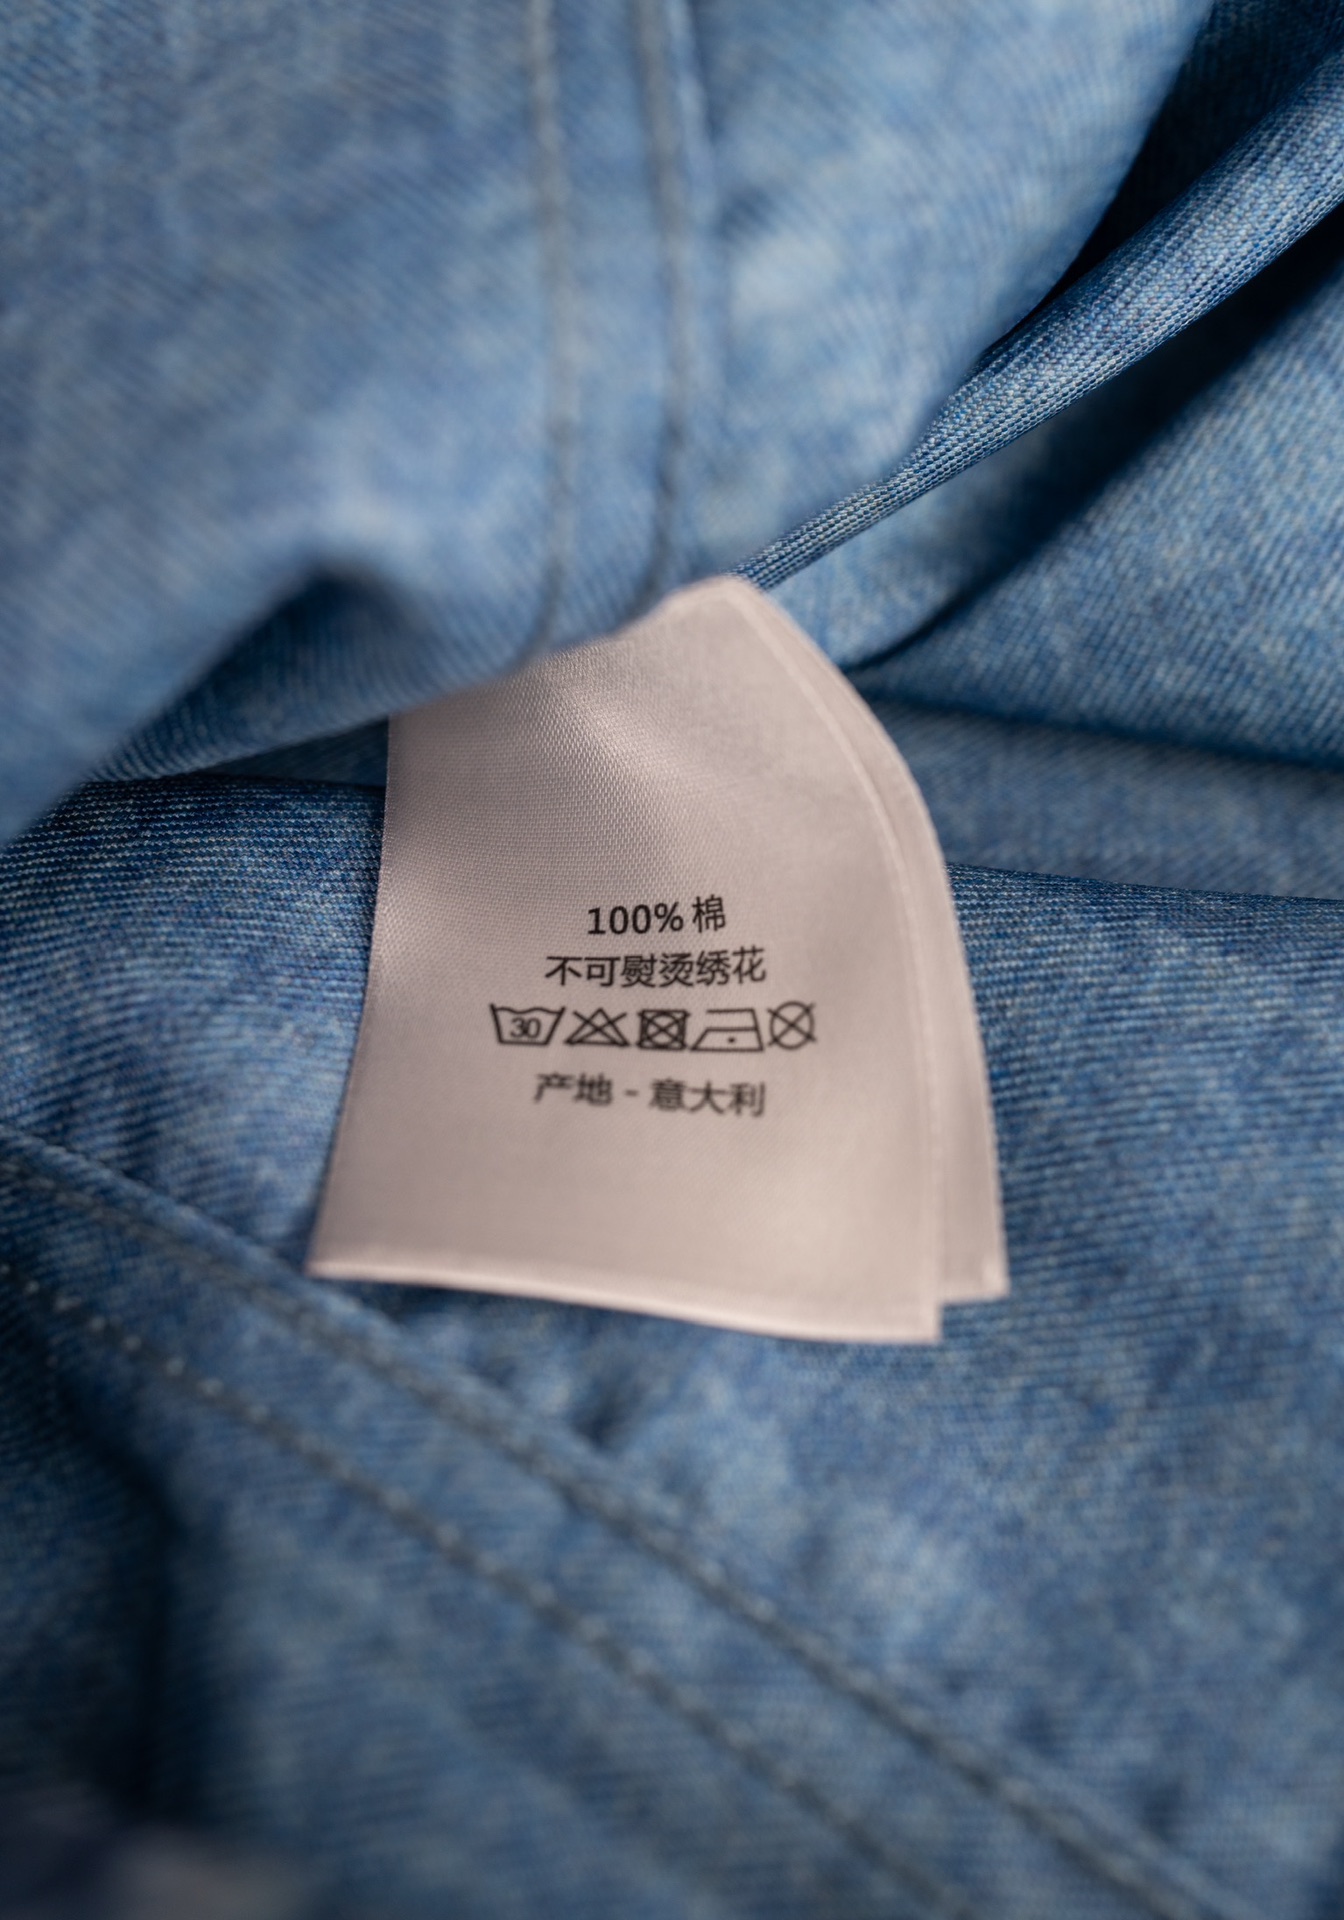 100% 棉
不可熨烫绣花
30
产地 - 意大利